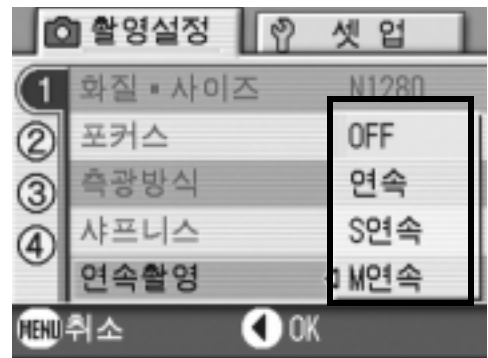 촬영설정 셋업
1 화질▪사이즈 N1280
② 포커스 OFF
③ 측광방식 연속
④ 샤프니스 S연속
연속촬영 M연속
MENU 취소 OK